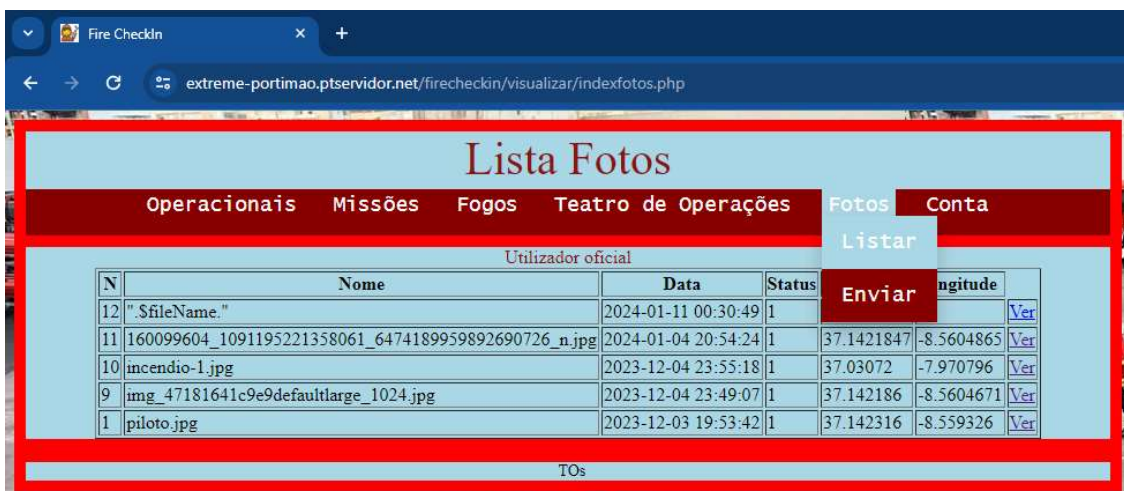 Fire CheckIn
extreme-portimao.ptservidor.net/firecheckin/visualizar/indexfotos.php
Lista Fotos
Operacionais Missões Fogos Teatro de Operações Fotos Conta
Listar
Enviar
Utilizador oficial
N Nome Data Status ngitude
12 ".$fileName." 2024-01-11 00:30:49 1 Ver
11 160099604_1091195221358061_6474189959892690726_n.jpg 2024-01-04 20:54:24 1 37.1421847 -8.5604865 Ver
10 incendio-1.jpg 2023-12-04 23:55:18 1 37.03072 -7.970796 Ver
9 img_47181641c9e9defaultlarge_1024.jpg 2023-12-04 23:49:07 1 37.142186 -8.5604671 Ver
1 piloto.jpg 2023-12-03 19:53:42 1 37.142316 -8.559326 Ver
TOs